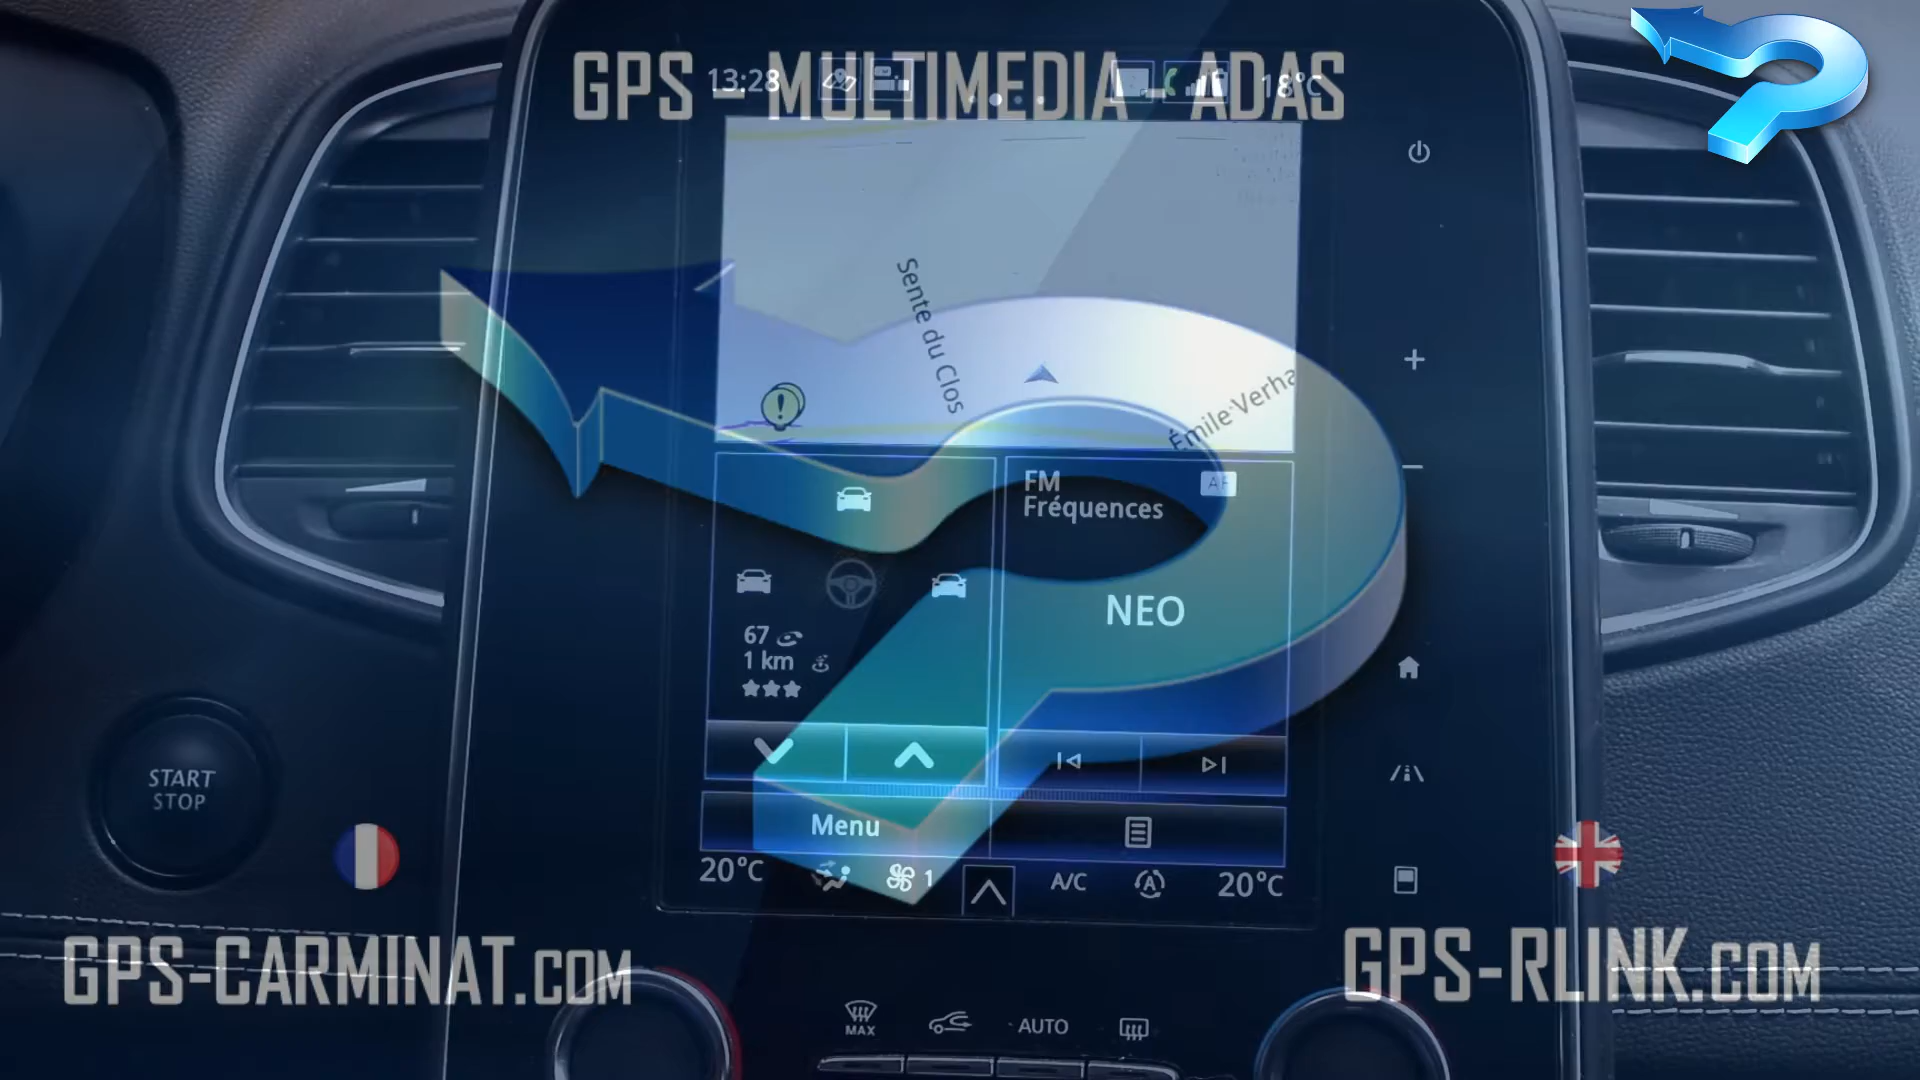 GPS - MULTIMEDIA - ADAS
13:28
18°C
Sente du Clos
Émile Verha
FM
AF
Fréquences
NEO
67
1 km
START
STOP
Menu
20°C
1
A/C
A
20°C
GPS-CARMINAT.COM
GPS-RLINK.COM
MAX
AUTO